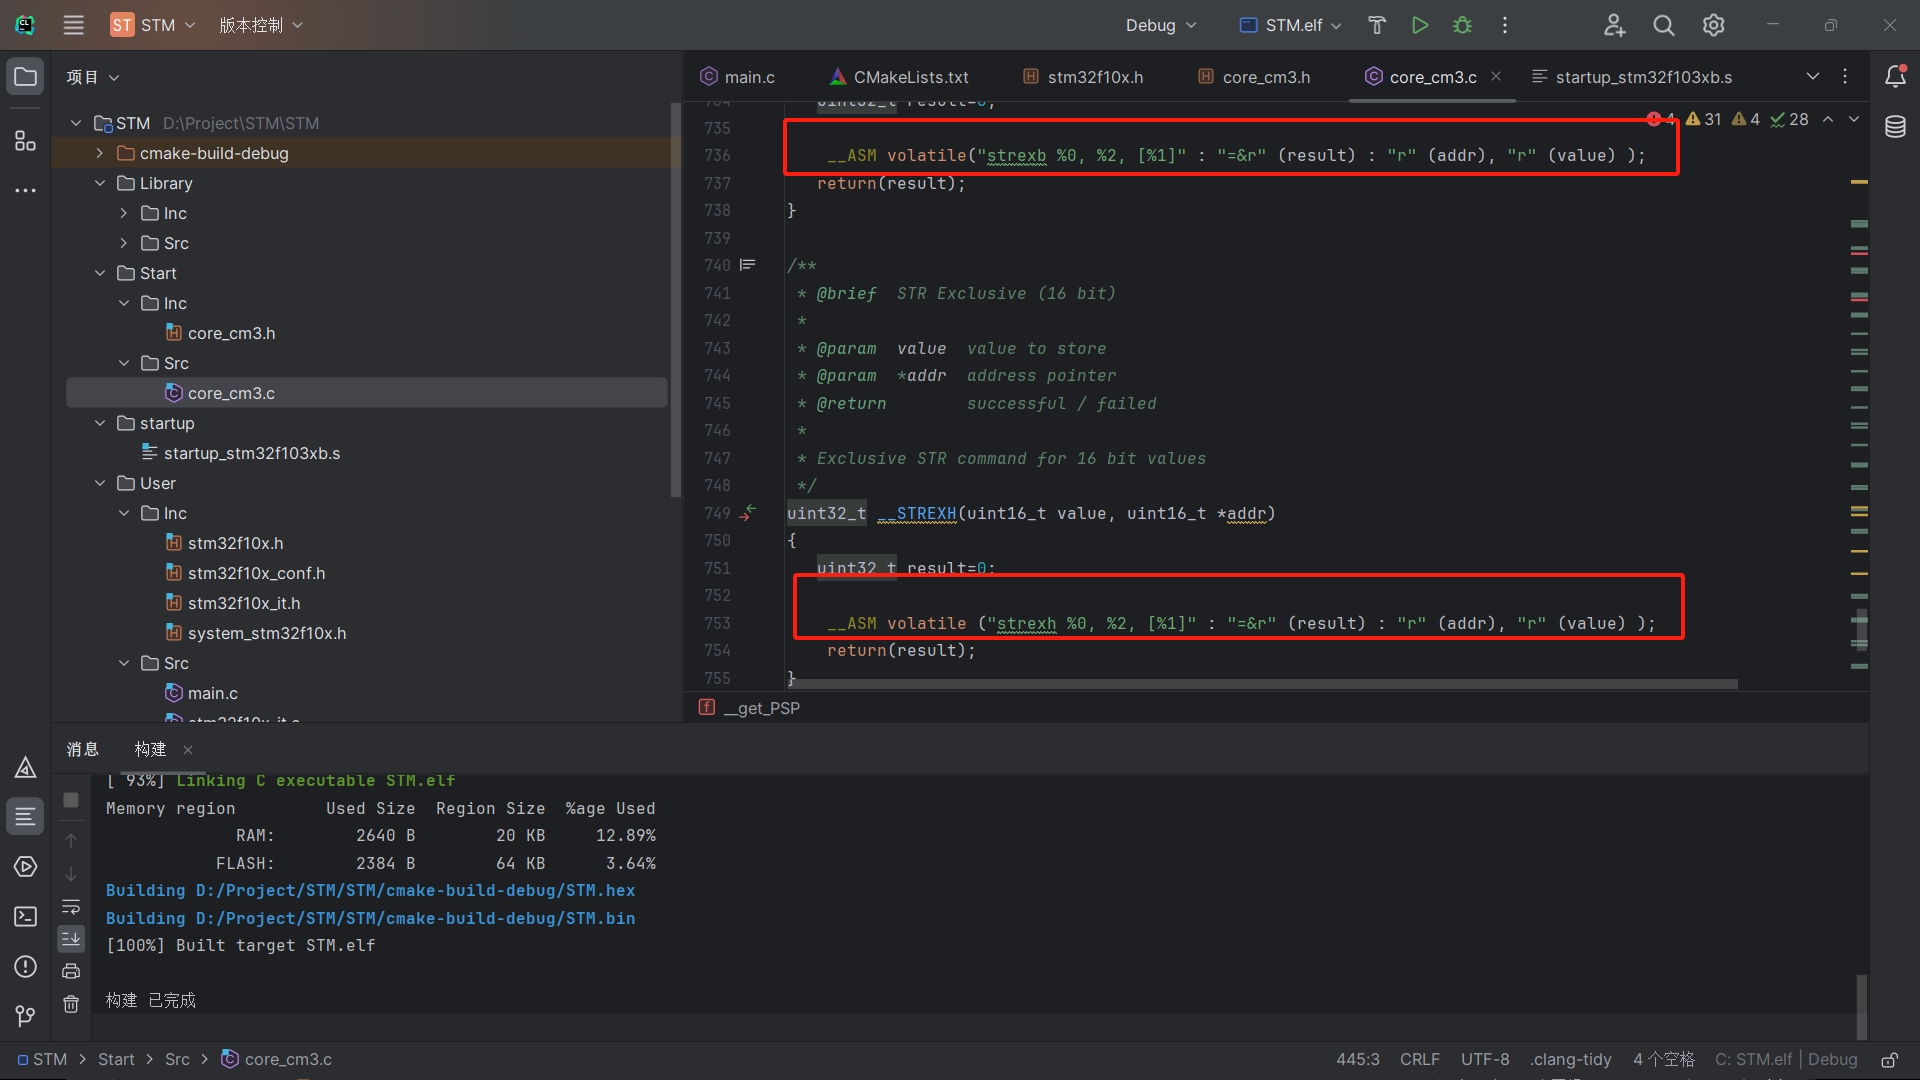 ST STM 版本控制 Debug STM.elf
项目
main.c CMakeLists.txt stm32f10x.h core_cm3.h core_cm3.c startup_stm32f103xb.s
STM D:\Project\STM\STM
cmake-build-debug
Library
Inc
Src
Start
Inc
core_cm3.h
Src
core_cm3.c
startup
startup_stm32f103xb.s
User
Inc
stm32f10x.h
stm32f10x_conf.h
stm32f10x_it.h
system_stm32f10x.h
Src
main.c
stm32f10x_it.c
4 31 4 28
734 uint32_t result=0;
735
736 __ASM volatile("strexb %0, %2, [%1]" : "=&r" (result) : "r" (addr), "r" (value) );
737 return(result);
738 }
739
740 /**
741 * @brief STR Exclusive (16 bit)
742 *
743 * @param value value to store
744 * @param *addr address pointer
745 * @return successful / failed
746 *
747 * Exclusive STR command for 16 bit values
748 */
749 uint32_t __STREXH(uint16_t value, uint16_t *addr)
750 {
751 uint32_t result=0;
752
753 __ASM volatile ("strexh %0, %2, [%1]" : "=&r" (result) : "r" (addr), "r" (value) );
754 return(result);
755 }
f __get_PSP
消息 构建
[ 93%] Linking C executable STM.elf
Memory region Used Size Region Size %age Used
RAM: 2640 B 20 KB 12.89%
FLASH: 2384 B 64 KB 3.64%
Building D:/Project/STM/STM/cmake-build-debug/STM.hex
Building D:/Project/STM/STM/cmake-build-debug/STM.bin
[100%] Built target STM.elf
构建 已完成
STM > Start > Src > core_cm3.c 445:3 CRLF UTF-8 .clang-tidy 4 个空格 C: STM.elf | Debug